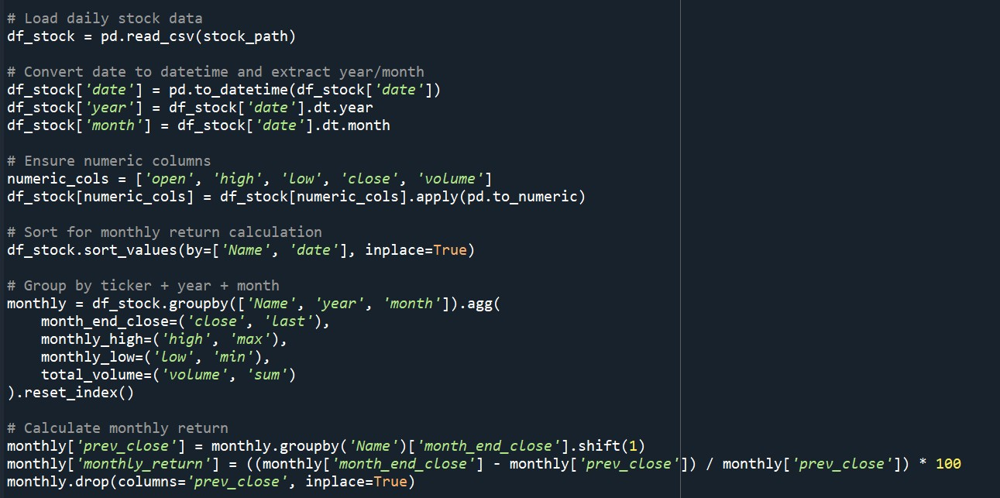 # Load daily stock data
df_stock = pd.read_csv(stock_path)
# Convert date to datetime and extract year/month
df_stock['date'] = pd.to_datetime(df_stock['date'])
df_stock['year'] = df_stock['date'].dt.year
df_stock['month'] = df_stock['date'].dt.month
# Ensure numeric columns
numeric_cols = ['open', 'high', 'low', 'close', 'volume']
df_stock[numeric_cols] = df_stock[numeric_cols].apply(pd.to_numeric)
# Sort for monthly return calculation
df_stock.sort_values(by=['Name', 'date'], inplace=True)
# Group by ticker + year + month
monthly = df_stock.groupby(['Name', 'year', 'month']).agg(
    month_end_close=('close', 'last'),
    monthly_high=('high', 'max'),
    monthly_low=('low', 'min'),
    total_volume=('volume', 'sum')
).reset_index()
# Calculate monthly return
monthly['prev_close'] = monthly.groupby('Name')['month_end_close'].shift(1)
monthly['monthly_return'] = ((monthly['month_end_close'] - monthly['prev_close']) / monthly['prev_close']) * 100
monthly.drop(columns='prev_close', inplace=True)